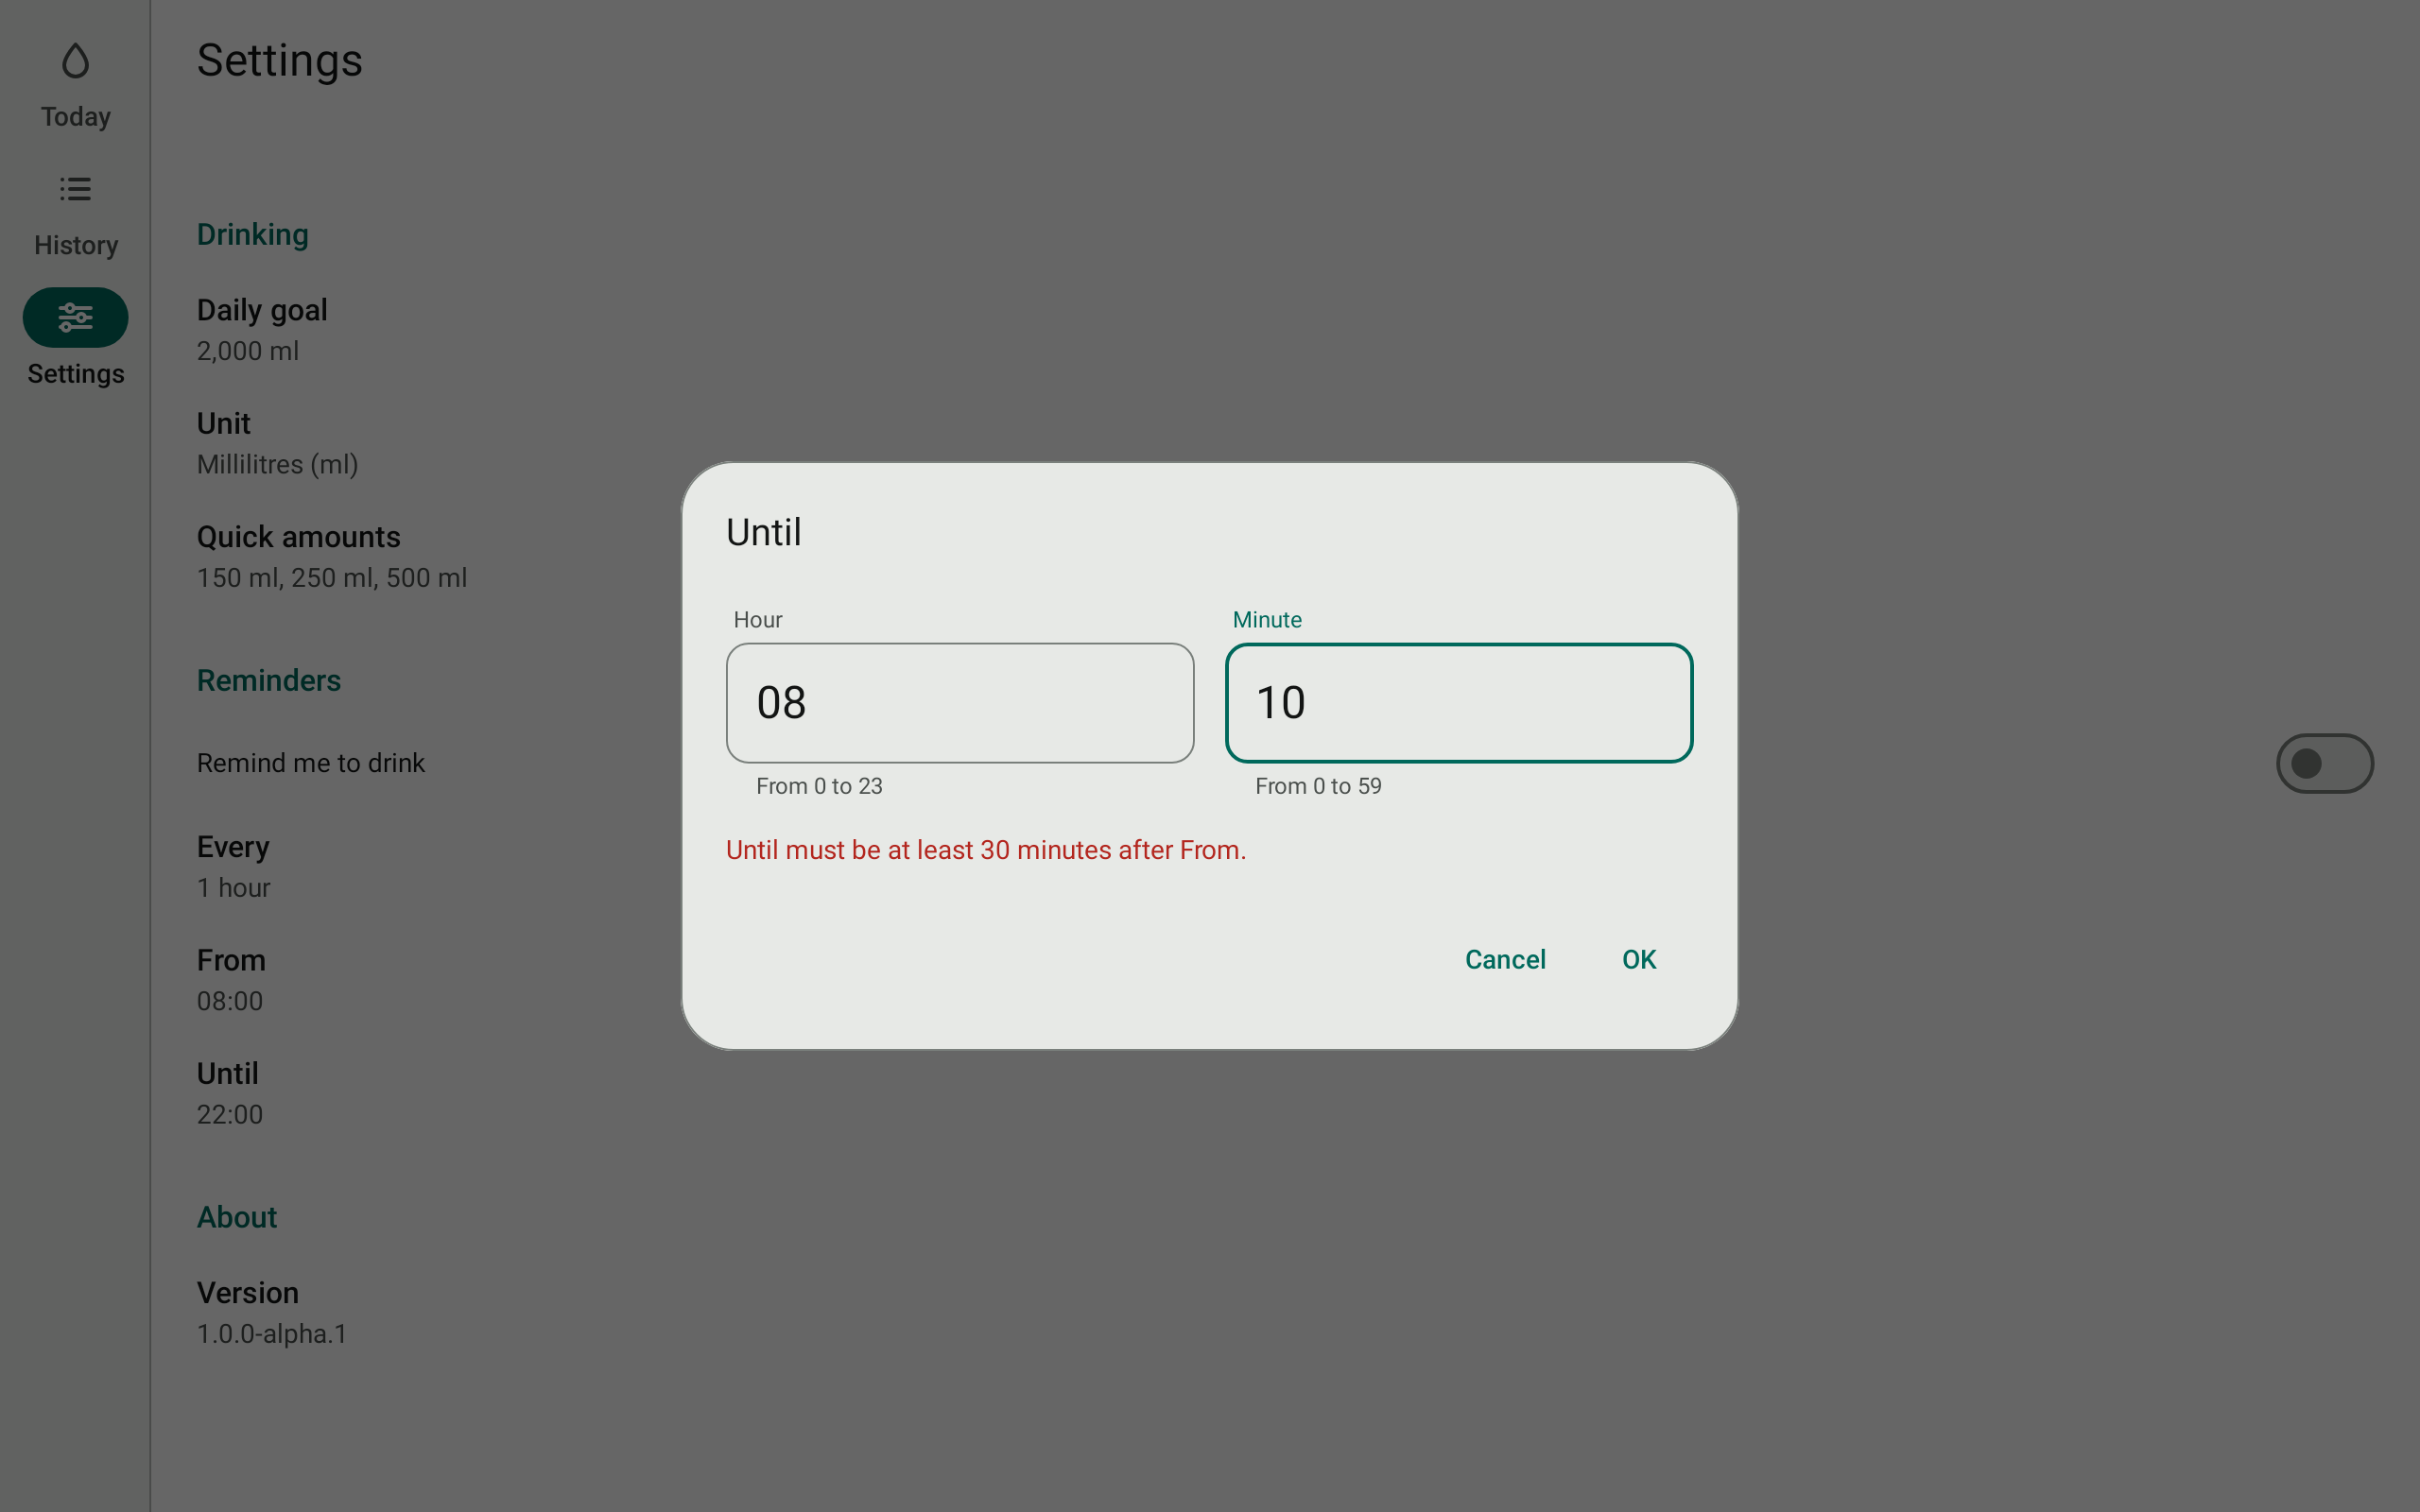 Today
History
Settings
Settings
Drinking
Daily goal
2,000 ml
Unit
Millilitres (ml)
Quick amounts
150 ml, 250 ml, 500 ml
Reminders
Remind me to drink
Every
1 hour
From
08:00
Until
22:00
About
Version
1.0.0-alpha.1
Until
Hour
Minute
08
10
From 0 to 23
From 0 to 59
Until must be at least 30 minutes after From.
Cancel
OK